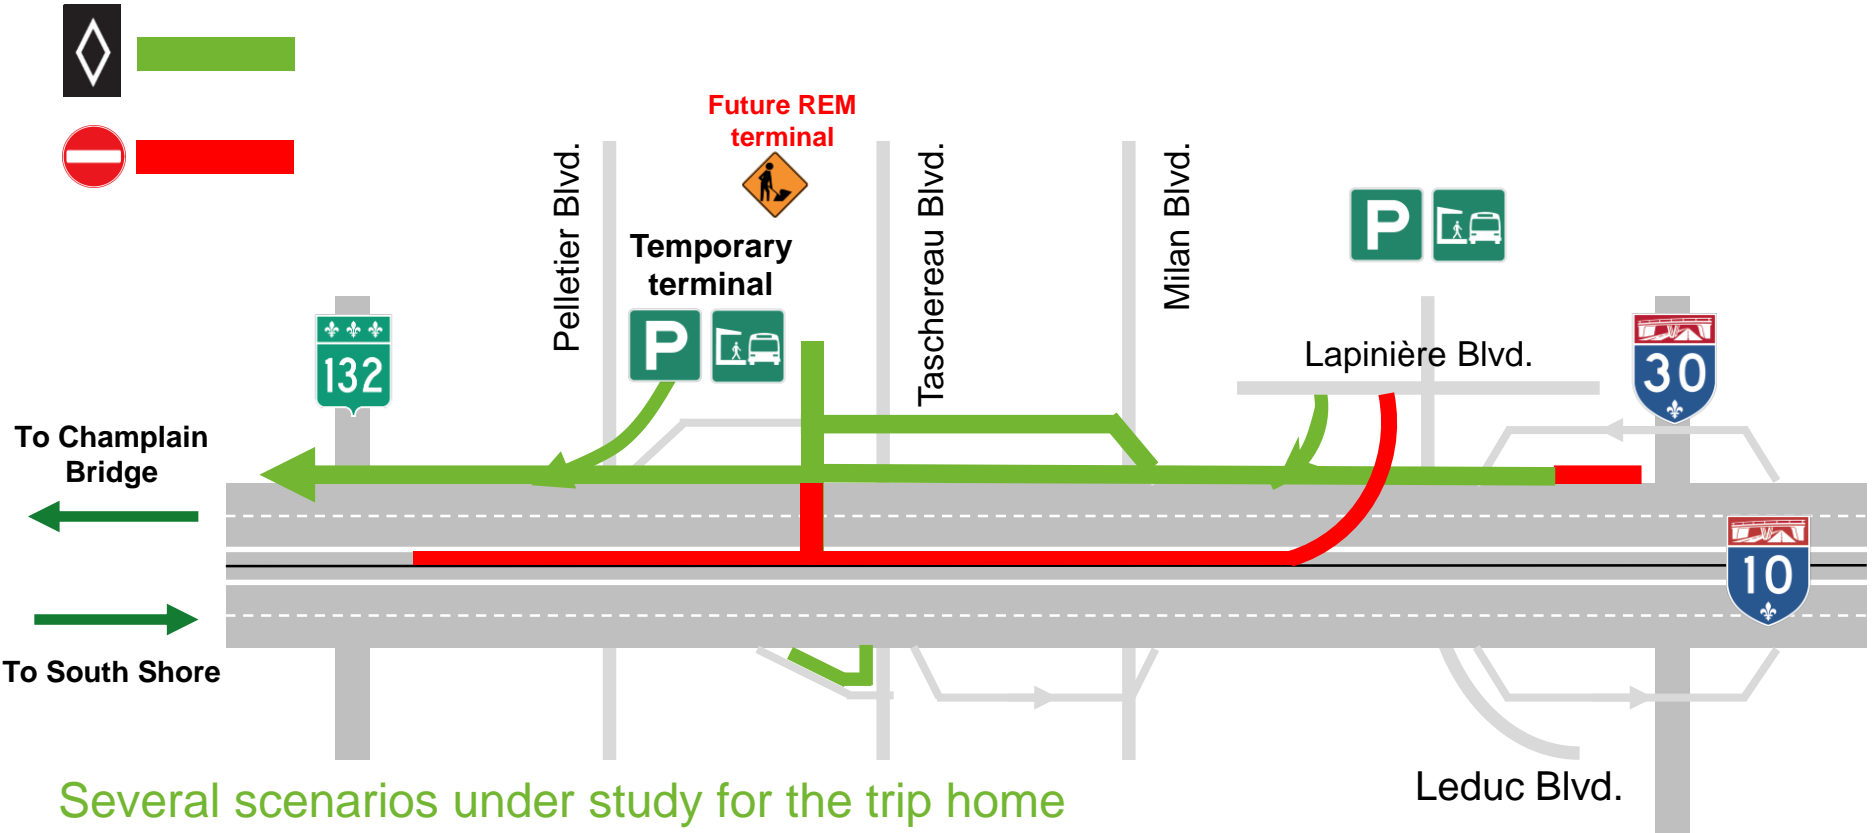 Future REM
terminal
Pelletier Blvd.
Taschereau Blvd.
Milan Blvd.
Temporary
terminal
P
P
132
Lapinière Blvd.
30
To Champlain
Bridge
10
To South Shore
Leduc Blvd.
Several scenarios under study for the trip home